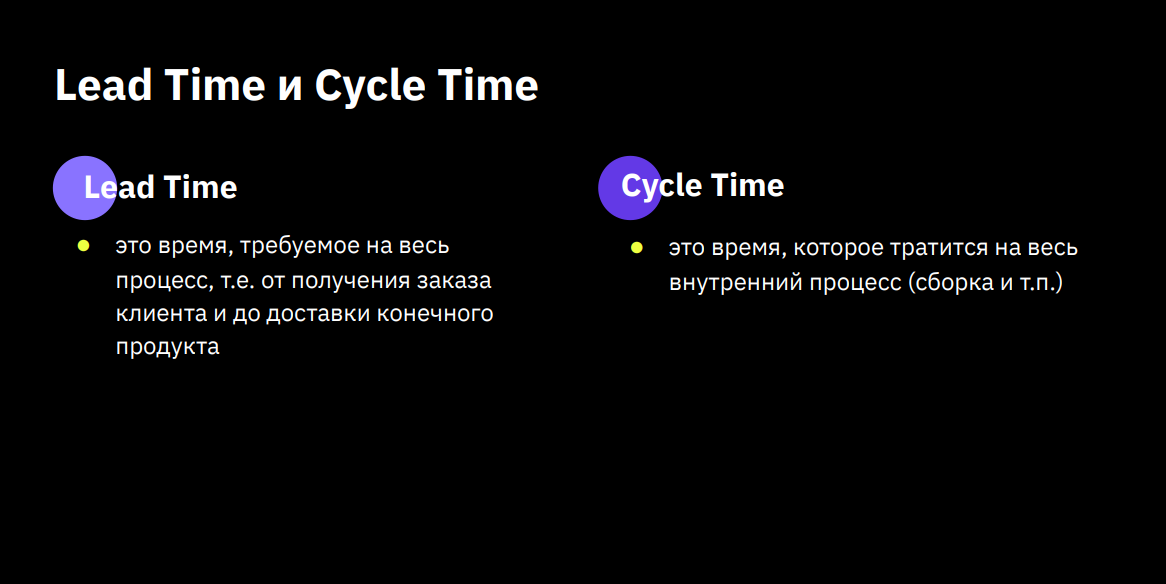 Lead Time и Cycle Time
Lead Time
это время, требуемое на весь
процесс, т.е. от получения заказа
клиента и до доставки конечного
продукта
Cycle Time
это время, которое тратится на весь
внутренний процесс (сборка и т.п.)